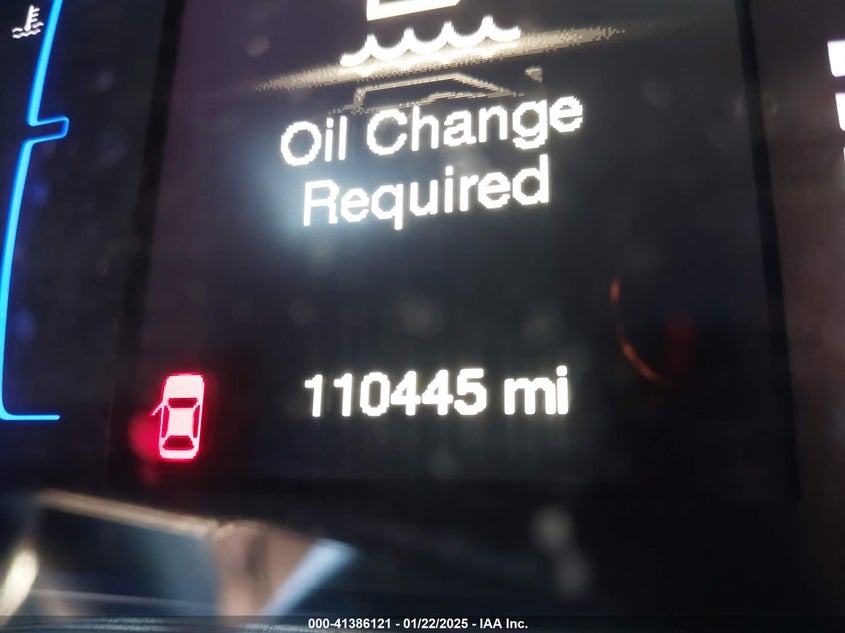 Oil Change
Required
110445 mi
000-41386121 - 01/22/2025 - IAA Inc.